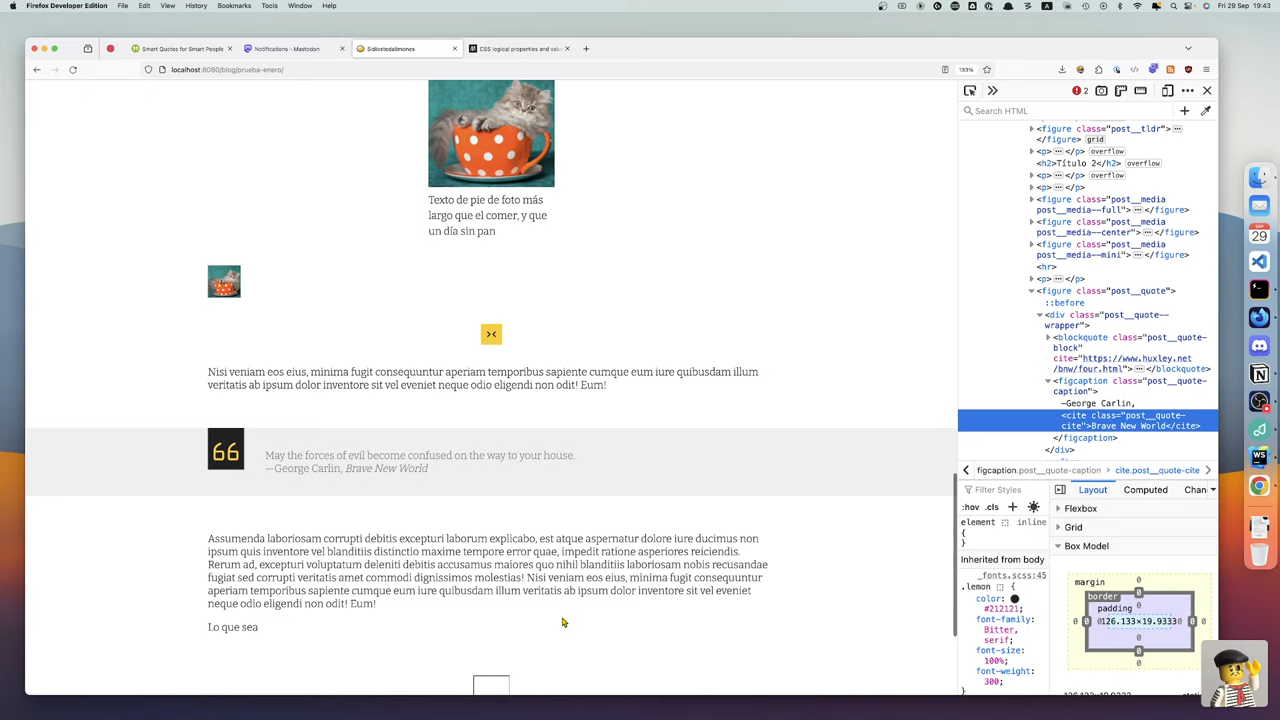 Firefox Developer Edition File Edit View History Bookmarks Tools Window Help
A Fri 29 Sep 19:43
Smart Quotes for Smart People
Notifications - Mastodon
Sidiostedalimones
CSS logical properties and valu
localhost:8080/blog/prueba-enero/
133%
Texto de pie de foto más
largo que el comer, y que
un día sin pan
Nisi veniam eos eius, minima fugit consequuntur aperiam temporibus sapiente cumque eum iure quibusdam illum
veritatis ab ipsum dolor inventore sit vel eveniet neque odio eligendi non odit! Eum!
May the forces of evil become confused on the way to your house.
—George Carlin, Brave New World
Assumenda laboriosam corrupti debitis excepturi laborum explicabo, est atque aspernatur dolore iure ducimus non
ipsum quis inventore vel blanditiis distinctio maxime tempore error quae, impedit ratione asperiores reiciendis.
Rerum ad, excepturi voluptatum deleniti debitis accusamus maiores quo nihil blanditiis laboriosam nobis recusandae
fugiat sed corrupti veritatis amet commodi dignissimos molestias! Nisi veniam eos eius, minima fugit consequuntur
aperiam temporibus sapiente cumque eum iure quibusdam illum veritatis ab ipsum dolor inventore sit vel eveniet
neque odio eligendi non odit! Eum!
Lo que sea
2
Search HTML
<figure class="post__tldr">
</figure> grid
<p> </p> overflow
<h2>Título 2</h2> overflow
<p> </p> overflow
<p> </p>
<figure class="post__media
post__media--full"> </figure>
<figure class="post__media
post__media--center"> </figure>
<figure class="post__media
post__media--mini"> </figure>
<hr>
<p> </p>
<figure class="post__quote">
::before
<div class="post__quote--
wrapper">
<blockquote class="post__quote-
block"
cite="https://www.huxley.net
/bnw/four.html"> </blockquote>
<figcaption class="post__quote-
caption">
—George Carlin,
<cite class="post__quote-
cite">Brave New World</cite>
</figcaption>
</div>
figcaption.post__quote-caption cite.post__quote-cite
Filter Styles
Layout Computed Chan
:hov .cls
element inline
{
}
Inherited from body
_fonts.scss:45
.lemon {
color:
#212121;
font-family:
Bitter,
serif;
font-size:
100%;
font-weight:
300;
}
Flexbox
Grid
Box Model
margin 0
border 0
padding 0
0 0 0 126.133×19.9333 0 0 0
0
0
0
SEP
29
WS